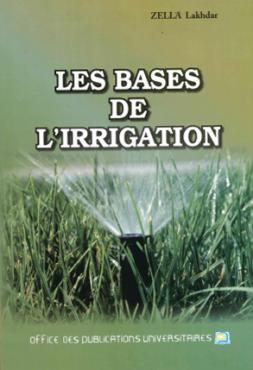 ZELLA Lakhdar
LES BASES
DE
L'IRRIGATION
OFFICE DES PUBLICATIONS UNIVERSITAIRES